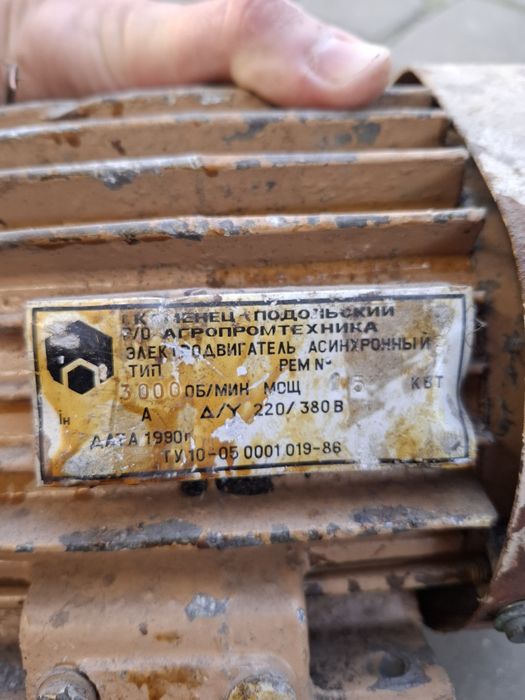 Г.КАМЕНЕЦ-ПОДОЛЬСКИЙ
Р/О АГРОПРОМТЕХНИКА
ЭЛЕКТРОДВИГАТЕЛЬ АСИНХРОННЫЙ
ТИП РЕМ №
3000 ОБ/МИН МОЩ КВТ
Iн А Δ/Y 220/380 В
ДАТА 1990г
ТУ 10-05 0001 019-86